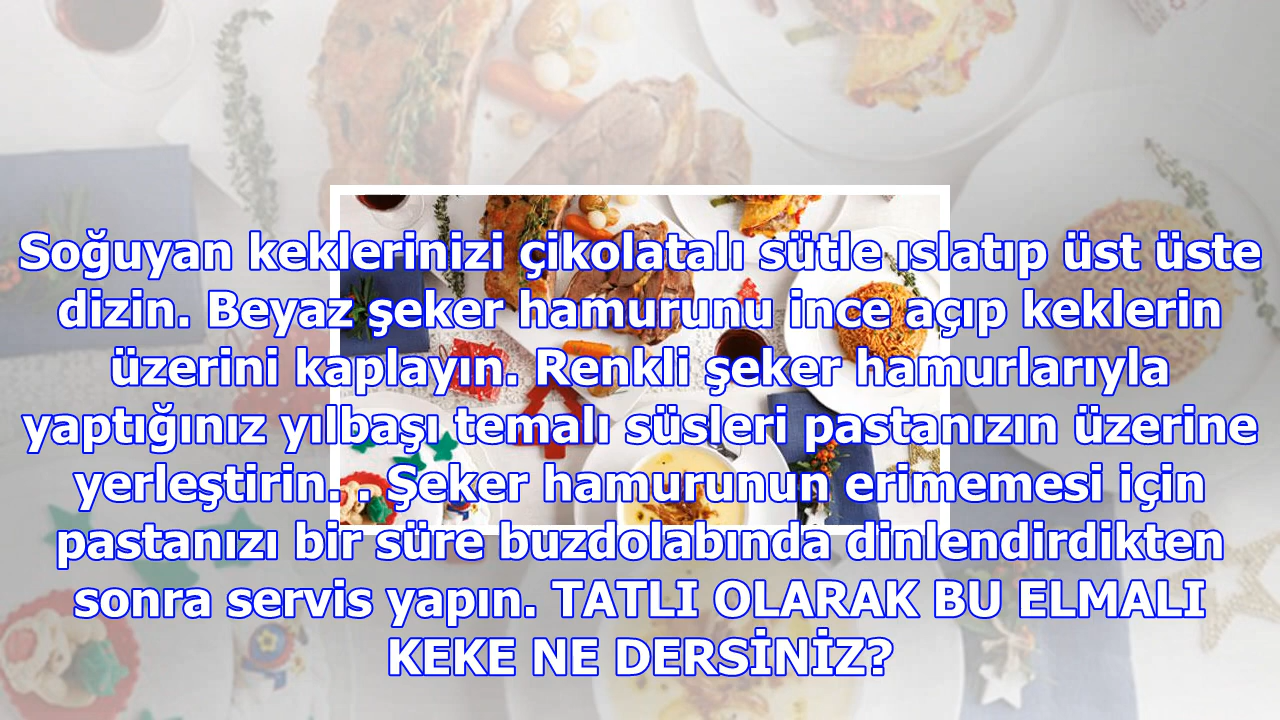 Soğuyan keklerinizi çikolatalı sütle ıslatıp üst üste
dizin. Beyaz şeker hamurunu ince açıp keklerin
üzerini kaplayın. Renkli şeker hamurlarıyla
yaptığınız yılbaşı temalı süsleri pastanızın üzerine
yerleştirin. . Şeker hamurunun erimemesi için
pastanızı bir süre buzdolabında dinlendirdikten
sonra servis yapın. TATLI OLARAK BU ELMALI
KEKE NE DERSİNİZ?